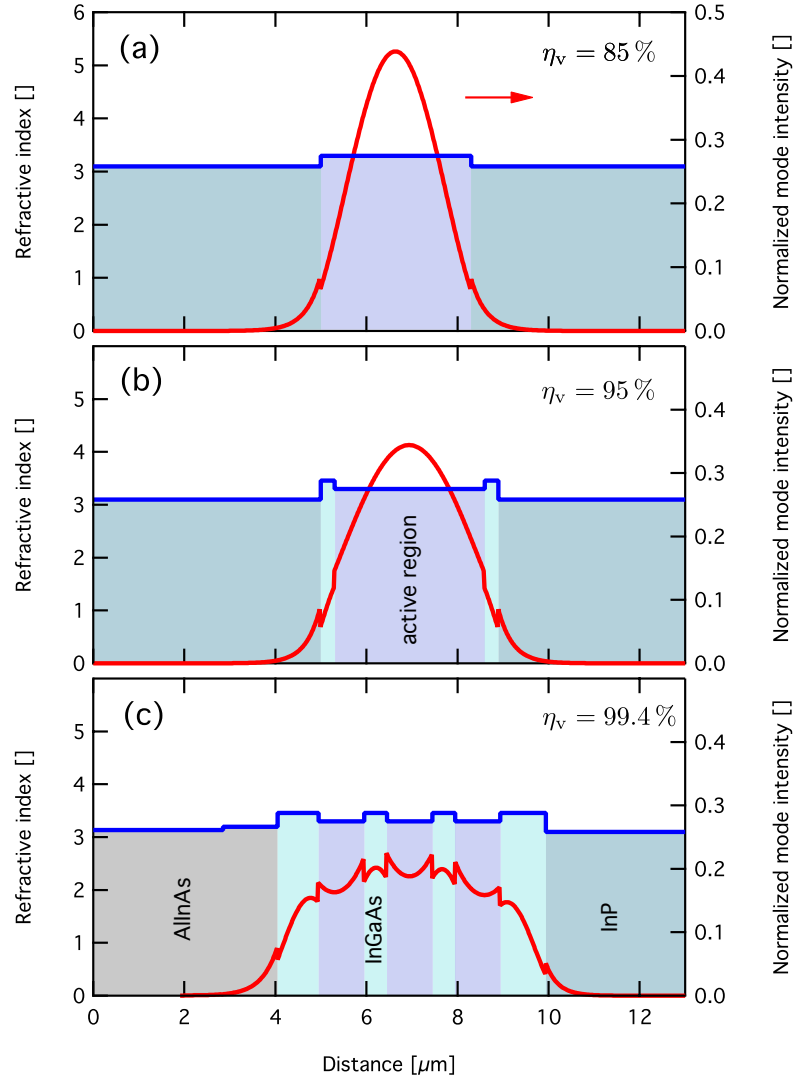 6
5
4
3
2
1
0
Refractive index []
(a)
η_v = 85 %
0.5
0.4
0.3
0.2
0.1
0.0
Normalized mode intensity []
5
4
3
2
1
0
Refractive index []
(b)
η_v = 95 %
active region
0.4
0.3
0.2
0.1
0.0
Normalized mode intensity []
5
4
3
2
1
0
Refractive index []
(c)
η_v = 99.4 %
AlInAs
InGaAs
InP
0.4
0.3
0.2
0.1
0.0
Normalized mode intensity []
0 2 4 6 8 10 12
Distance [µm]